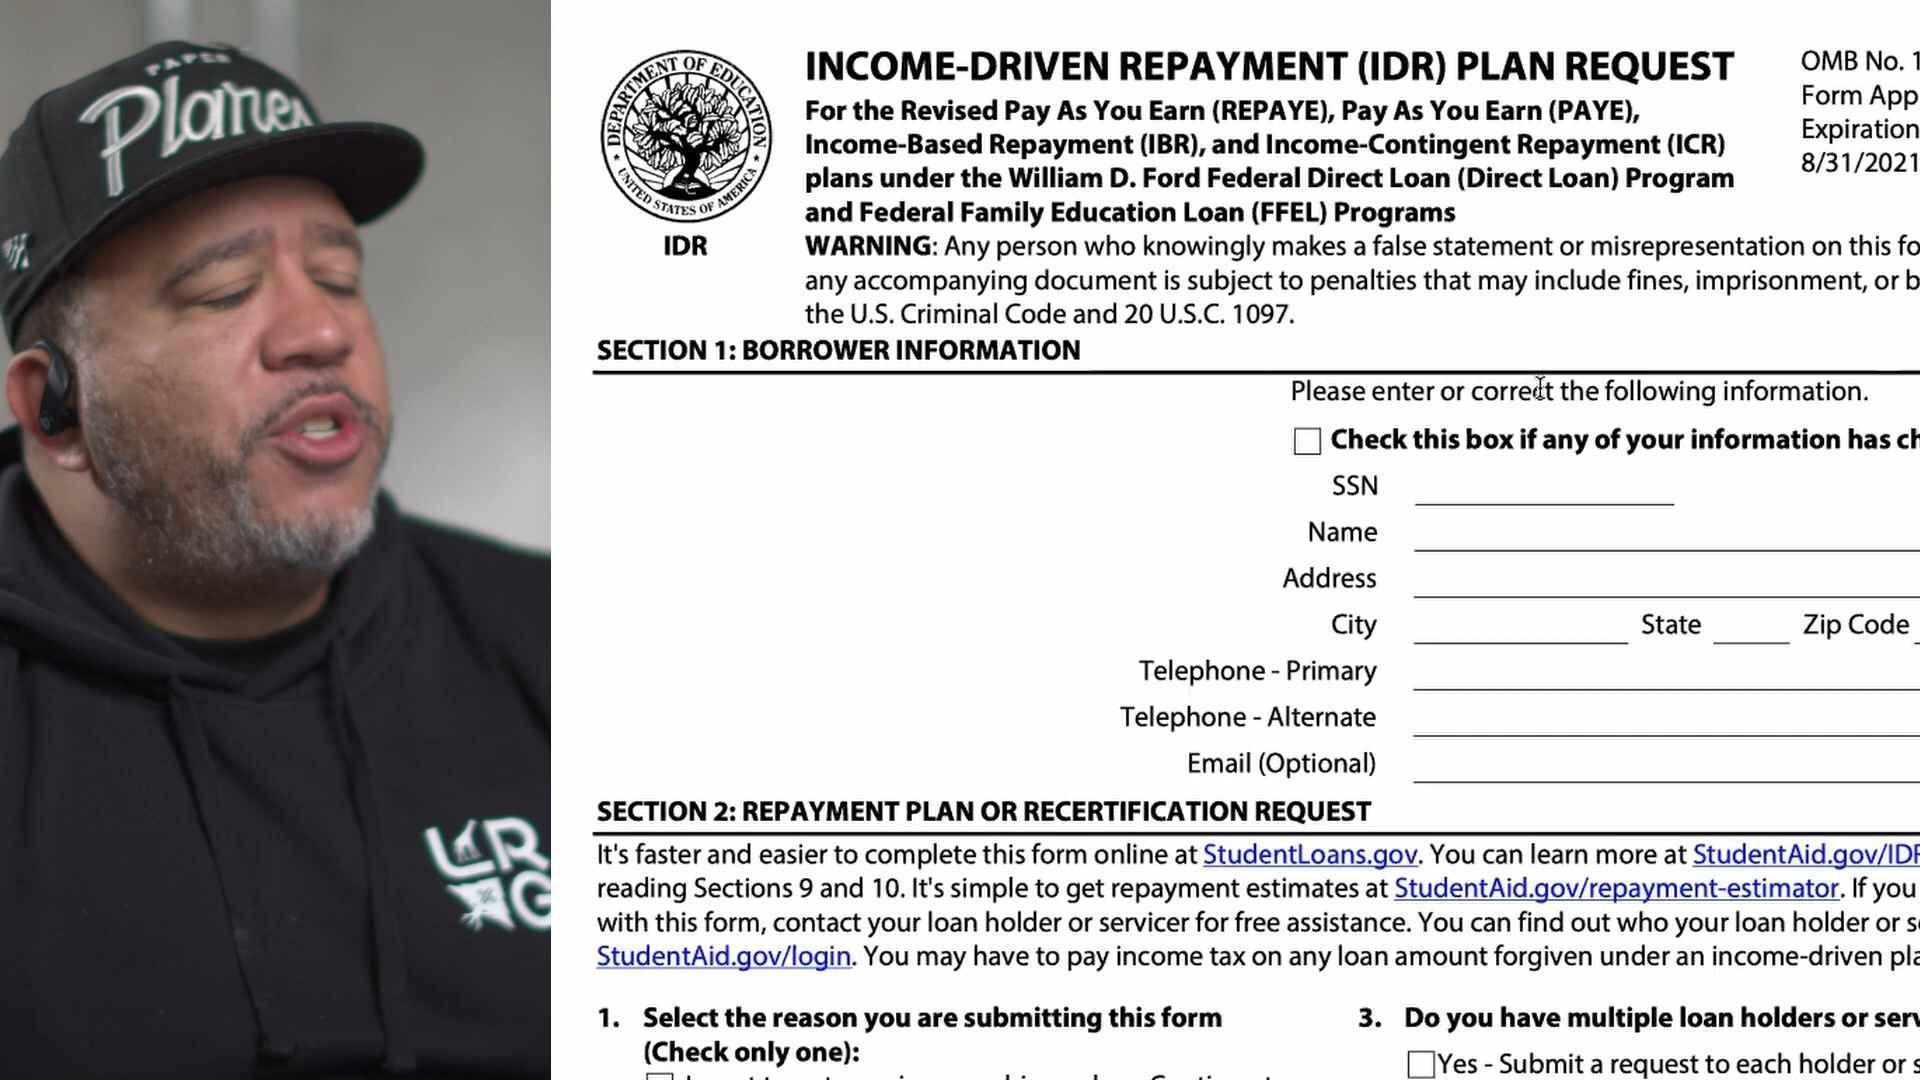 PAPER
Planes
DEPARTMENT OF EDUCATION
UNITED STATES OF AMERICA
IDR
INCOME-DRIVEN REPAYMENT (IDR) PLAN REQUEST
For the Revised Pay As You Earn (REPAYE), Pay As You Earn (PAYE),
Income-Based Repayment (IBR), and Income-Contingent Repayment (ICR)
plans under the William D. Ford Federal Direct Loan (Direct Loan) Program
and Federal Family Education Loan (FFEL) Programs
WARNING: Any person who knowingly makes a false statement or misrepresentation on this fo
any accompanying document is subject to penalties that may include fines, imprisonment, or b
the U.S. Criminal Code and 20 U.S.C. 1097.
OMB No. 1
Form App
Expiration
8/31/2021
SECTION 1: BORROWER INFORMATION
Please enter or correct the following information.
Check this box if any of your information has ch
SSN
Name
Address
City State Zip Code
Telephone - Primary
Telephone - Alternate
Email (Optional)
SECTION 2: REPAYMENT PLAN OR RECERTIFICATION REQUEST
It's faster and easier to complete this form online at StudentLoans.gov. You can learn more at StudentAid.gov/IDR
reading Sections 9 and 10. It's simple to get repayment estimates at StudentAid.gov/repayment-estimator. If you
with this form, contact your loan holder or servicer for free assistance. You can find out who your loan holder or se
StudentAid.gov/login. You may have to pay income tax on any loan amount forgiven under an income-driven pla
1. Select the reason you are submitting this form
(Check only one):
3. Do you have multiple loan holders or serv
Yes - Submit a request to each holder or s